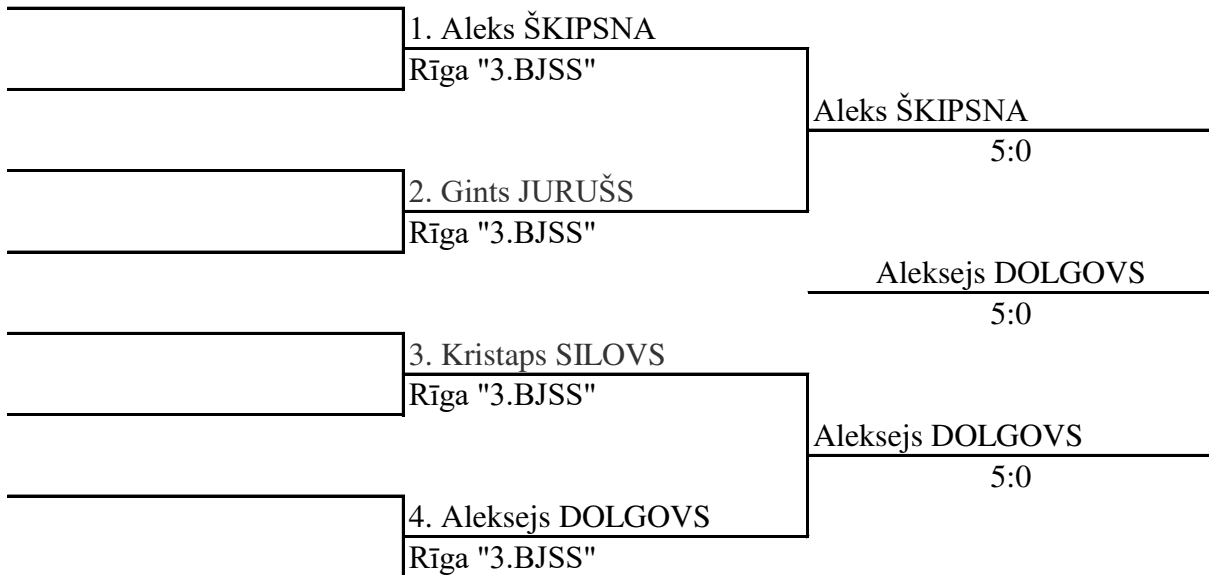 1. Aleks ŠKIPSNA
Rīga "3.BJSS"
Aleks ŠKIPSNA
5:0
2. Gints JURUŠS
Rīga "3.BJSS"
Aleksejs DOLGOVS
5:0
3. Kristaps SILOVS
Rīga "3.BJSS"
Aleksejs DOLGOVS
5:0
4. Aleksejs DOLGOVS
Rīga "3.BJSS"